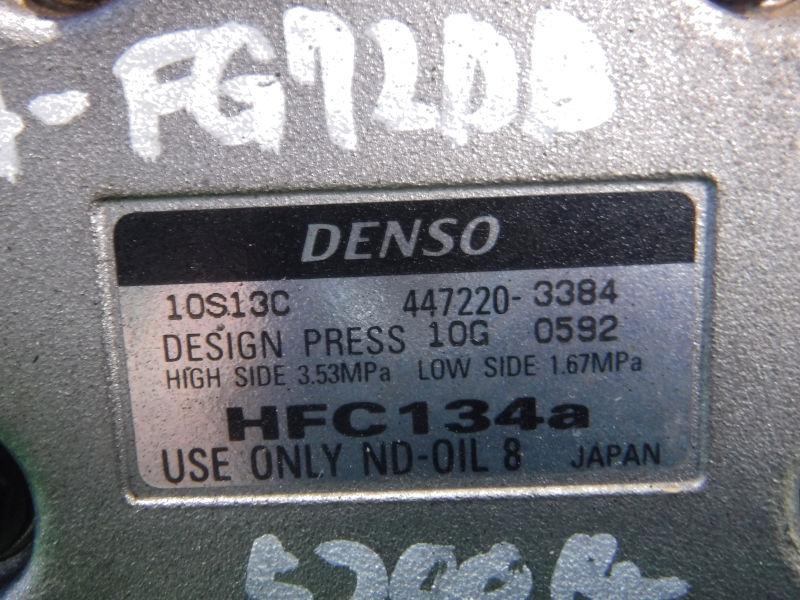 -FG72DB
DENSO
10S13C 447220-3384
DESIGN PRESS 10G 0592
HIGH SIDE 3.53MPa LOW SIDE 1.67MPa
HFC134a
USE ONLY ND-OIL 8 JAPAN